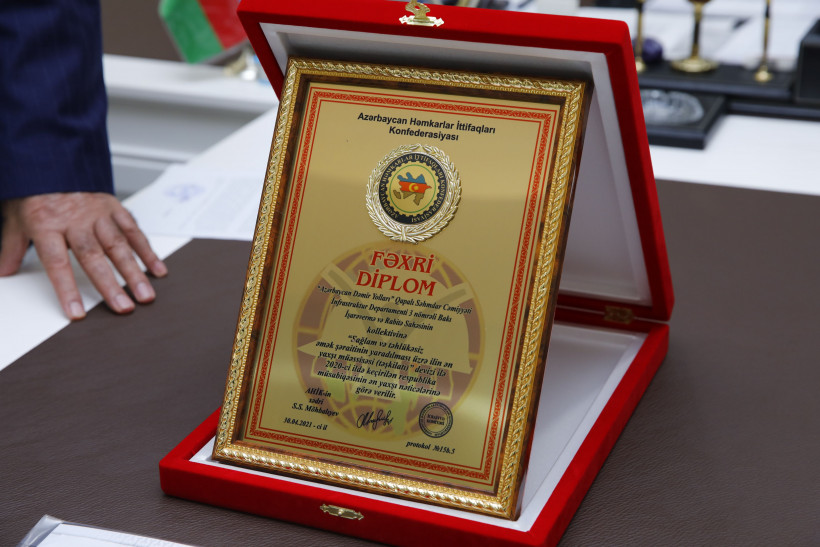 Azərbaycan Həmkarlar İttifaqları
Konfederasiyası
FƏXRİ
DİPLOM
"Azərbaycan Dəmir Yolları" Qapalı Səhmdar Cəmiyyəti
İnfrastruktur Departamenti 3 nömrəli Bakı
İşarəvermə və Rabitə Sahəsinin
kollektivinə
"Sağlam və təhlükəsiz
əmək şəraitinin yaradılması üzrə ilin ən
yaxşı müəssisəsi (təşkilatı)" devizi ilə
2020-ci ildə keçirilən respublika
müsabiqəsinin ən yaxşı nəticələrinə
görə verilir.
AHİK-in
sədri
S.S. Möhbalıyev
30.04.2021 - ci il
protokol №15b.5